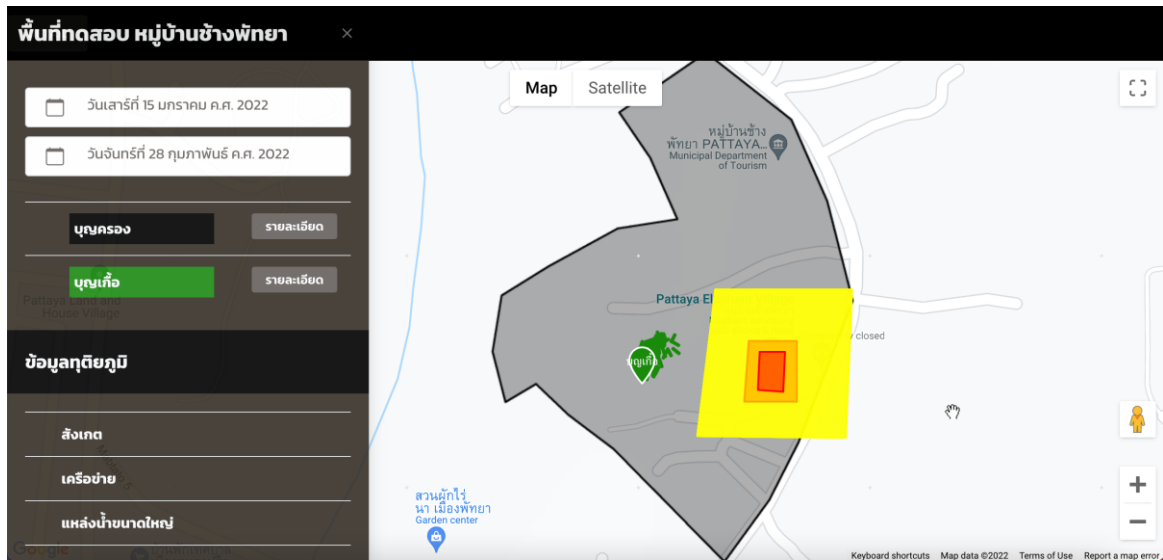 พื้นที่ทดสอบ หมู่บ้านช้างพัทยา
×
วันเสาร์ที่ 15 มกราคม ค.ศ. 2022
วันจันทร์ที่ 28 กุมภาพันธ์ ค.ศ. 2022
บุญครอง
รายละเอียด
บุญเกื้อ
รายละเอียด
Pattaya Land and
House Village
ข้อมูลทุติยภูมิ
สังเกต
เครือข่าย
แหล่งน้ำขนาดใหญ่
Google
Map
Satellite
หมู่บ้านช้าง
พัทยา PATTAYA...
Municipal Department
of Tourism
Pattaya El
y closed
บุญเกื้อ
สวนผักไร่
นา เมืองพัทยา
Garden center
Keyboard shortcuts
Map data ©2022
Terms of Use
Report a map error